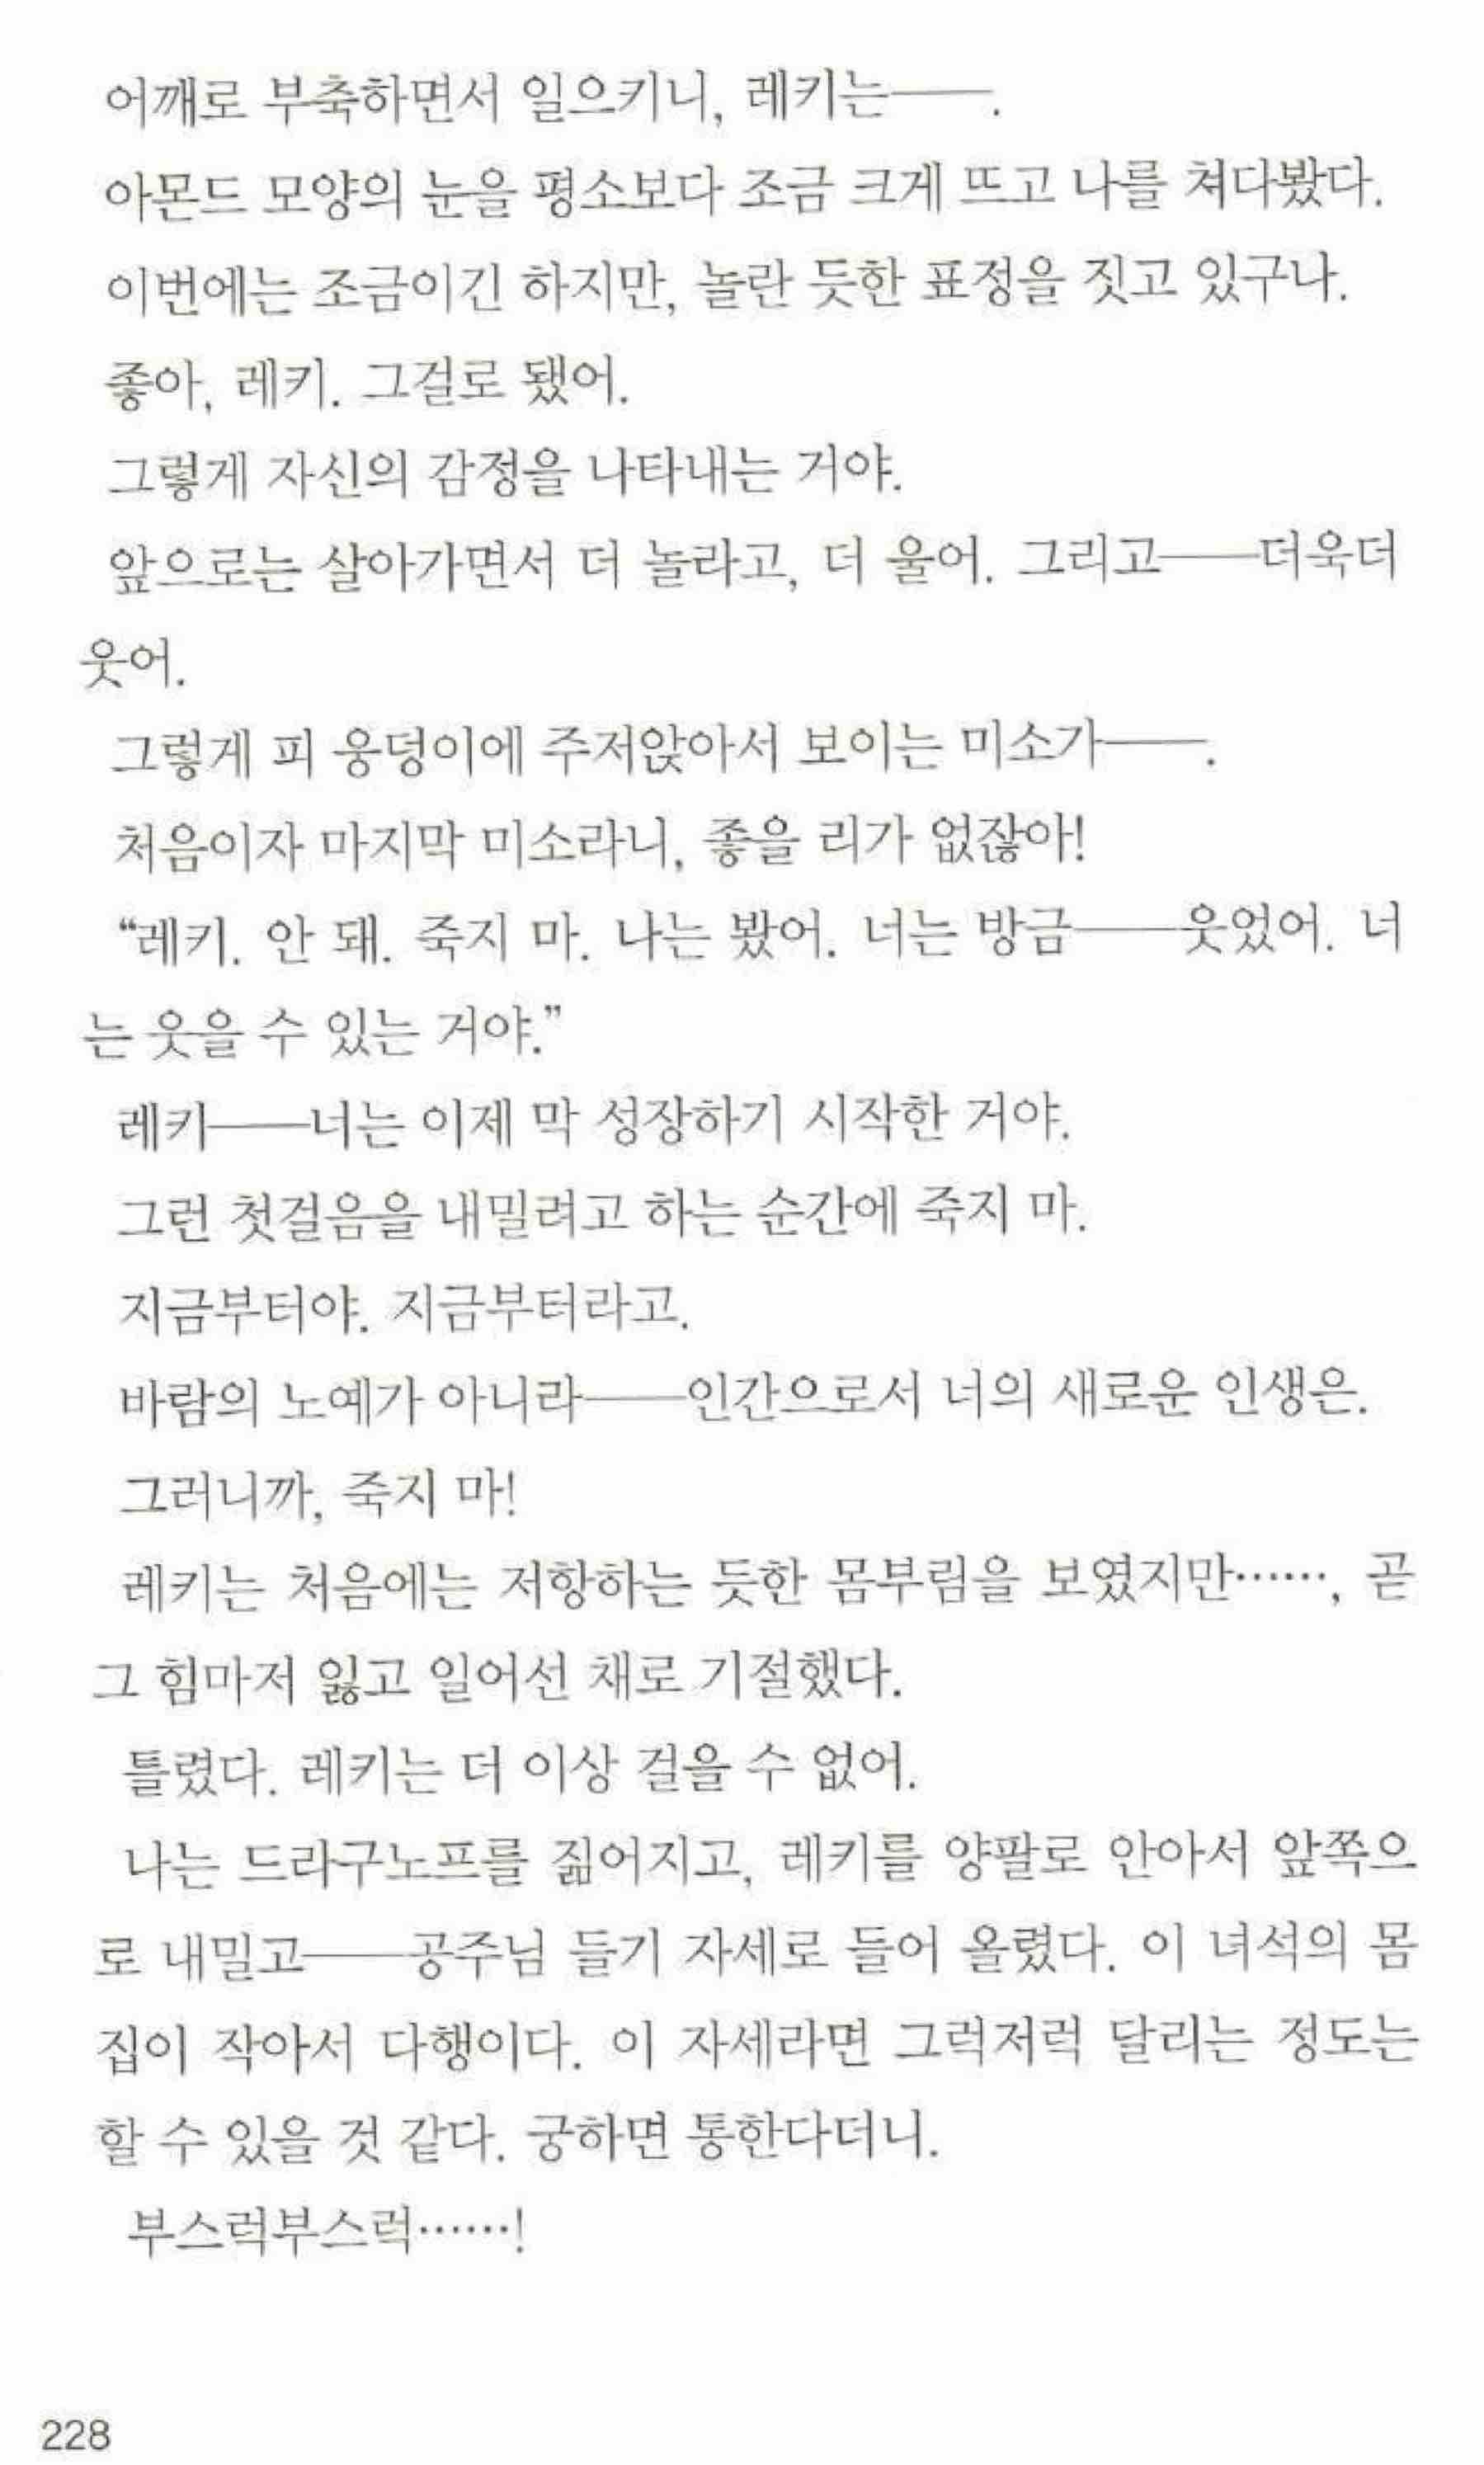 어깨로 부축하면서 일으키니, 레키는――.
아몬드 모양의 눈을 평소보다 조금 크게 뜨고 나를 쳐다봤다.
이번에는 조금이긴 하지만, 놀란 듯한 표정을 짓고 있구나.
좋아, 레키. 그걸로 됐어.
그렇게 자신의 감정을 나타내는 거야.
앞으로는 살아가면서 더 놀라고, 더 울어. 그리고――더욱더
웃어.
그렇게 피 웅덩이에 주저앉아서 보이는 미소가――.
처음이자 마지막 미소라니, 좋을 리가 없잖아!
“레키. 안 돼. 죽지 마. 나는 봤어. 너는 방금――웃었어. 너
는 웃을 수 있는 거야.”
레키――너는 이제 막 성장하기 시작한 거야.
그런 첫걸음을 내밀려고 하는 순간에 죽지 마.
지금부터야. 지금부터라고.
바람의 노예가 아니라――인간으로서 너의 새로운 인생은.
그러니까, 죽지 마!
레키는 처음에는 저항하는 듯한 몸부림을 보였지만……, 곧
그 힘마저 잃고 일어선 채로 기절했다.
틀렸다. 레키는 더 이상 걸을 수 없어.
나는 드라구노프를 짊어지고, 레키를 양팔로 안아서 앞쪽으
로 내밀고――공주님 들기 자세로 들어 올렸다. 이 녀석의 몸
집이 작아서 다행이다. 이 자세라면 그럭저럭 달리는 정도는
할 수 있을 것 같다. 궁하면 통한다더니.
부스럭부스럭……!
228